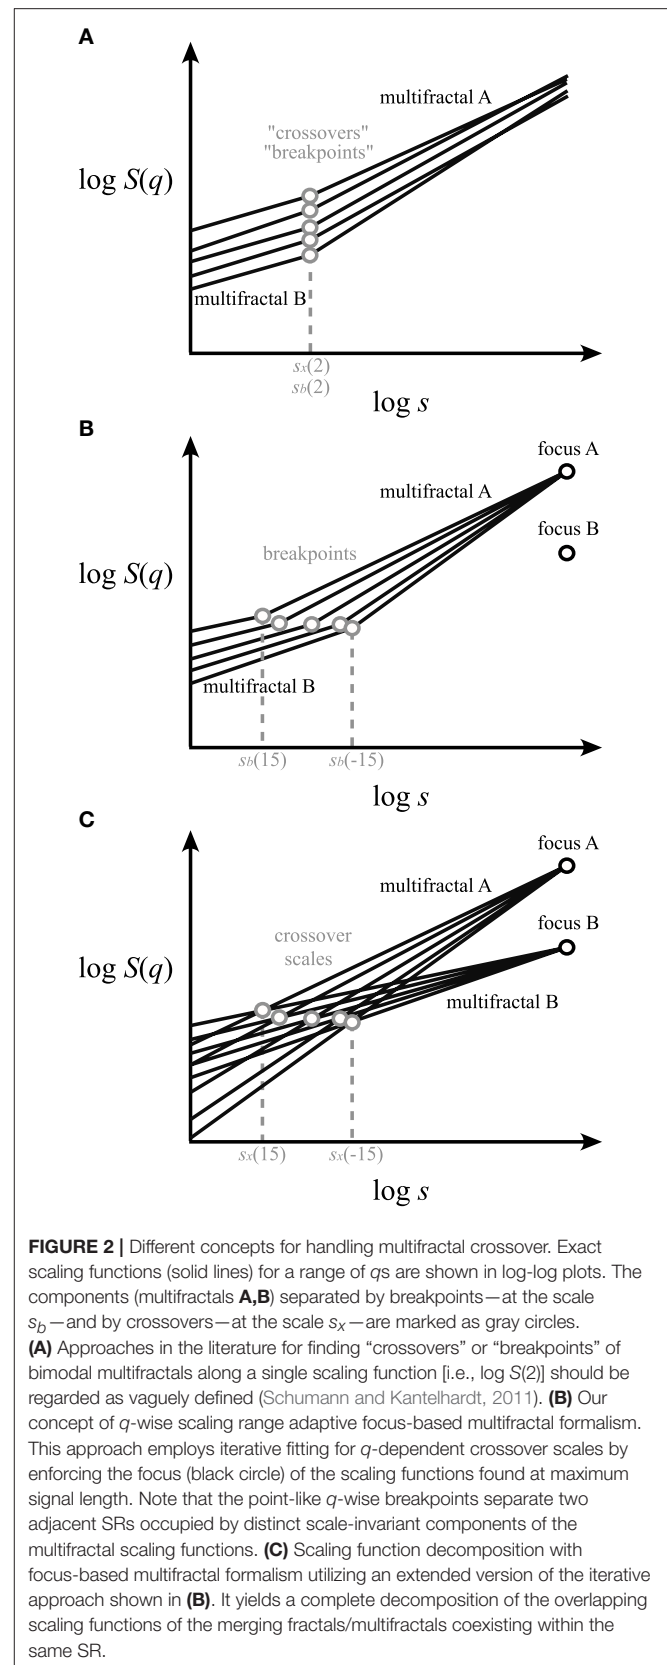 A
multifractal A
"crossovers"
"breakpoints"
log S(q)
multifractal B
sx(2)
sb(2)
log s
B
focus A
multifractal A
focus B
breakpoints
log S(q)
multifractal B
sb(15) sb(-15)
log s
C
focus A
multifractal A
focus B
crossover
scales
log S(q)
multifractal B
sx(15) sx(-15)
log s
FIGURE 2 | Different concepts for handling multifractal crossover. Exact
scaling functions (solid lines) for a range of qs are shown in log-log plots. The
components (multifractals A,B) separated by breakpoints—at the scale
sb—and by crossovers—at the scale sx—are marked as gray circles.
(A) Approaches in the literature for finding “crossovers” or “breakpoints” of
bimodal multifractals along a single scaling function [i.e., log S(2)] should be
regarded as vaguely defined (Schumann and Kantelhardt, 2011). (B) Our
concept of q-wise scaling range adaptive focus-based multifractal formalism.
This approach employs iterative fitting for q-dependent crossover scales by
enforcing the focus (black circle) of the scaling functions found at maximum
signal length. Note that the point-like q-wise breakpoints separate two
adjacent SRs occupied by distinct scale-invariant components of the
multifractal scaling functions. (C) Scaling function decomposition with
focus-based multifractal formalism utilizing an extended version of the iterative
approach shown in (B). It yields a complete decomposition of the overlapping
scaling functions of the merging fractals/multifractals coexisting within the
same SR.